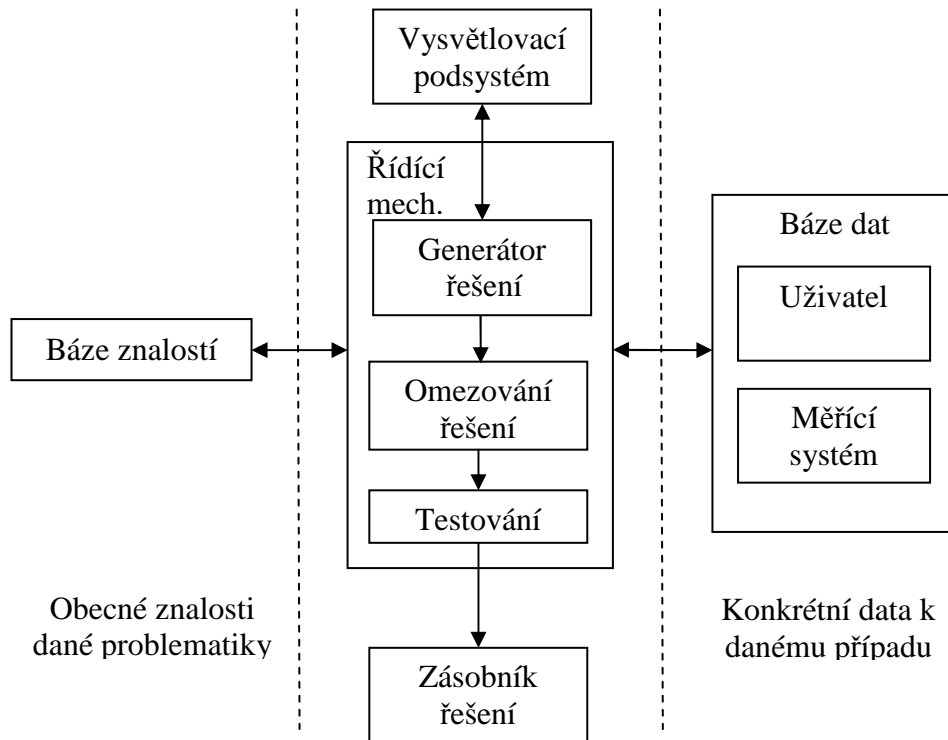 Vysvětlovací
podsystém
Řídící
mech.
Generátor
řešení
Báze dat
Uživatel
Báze znalostí
Omezování
řešení
Měřící
systém
Testování
Obecné znalosti
dané problematiky
Konkrétní data k
danému případu
Zásobník
řešení